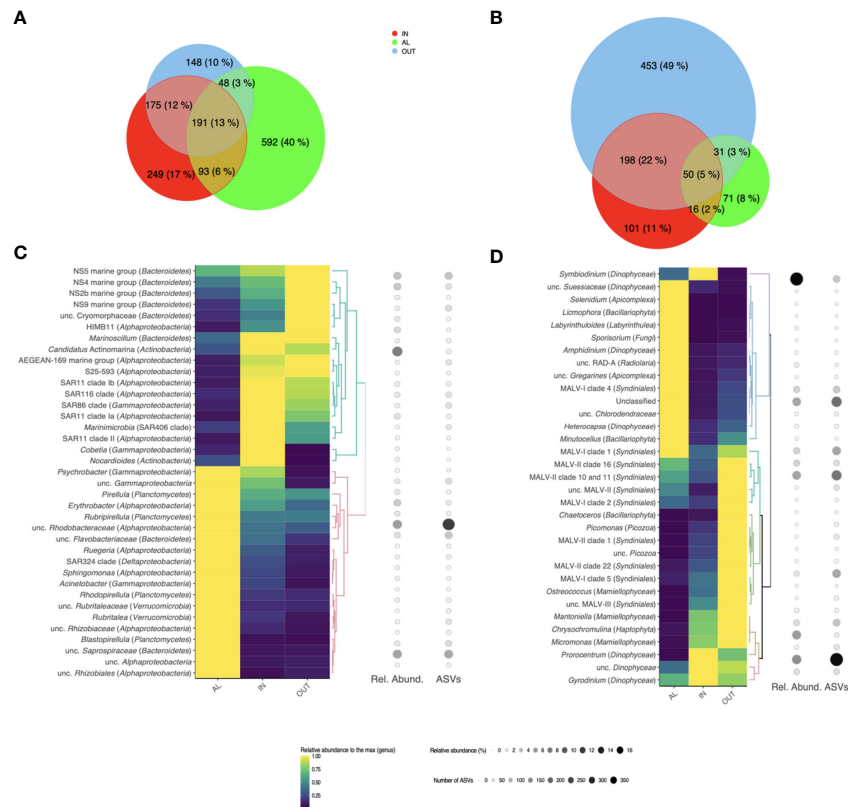 A
B
IN
AL
OUT
148 (10 %)
48 (3 %)
175 (12 %)
191 (13 %)
592 (40 %)
249 (17 %)
93 (6 %)
453 (49 %)
31 (3 %)
198 (22 %)
50 (5 %)
71 (8 %)
16 (2 %)
101 (11 %)
C
NS5 marine group (Bacteroidetes)
NS4 marine group (Bacteroidetes)
NS2b marine group (Bacteroidetes)
NS9 marine group (Bacteroidetes)
unc. Cryomorphaceae (Bacteroidetes)
HIMB11 (Alphaproteobacteria)
Marinoscillum (Bacteroidetes)
Candidatus Actinomarina (Actinobacteria)
AEGEAN-169 marine group (Alphaproteobacteria)
S25-593 (Alphaproteobacteria)
SAR11 clade Ib (Alphaproteobacteria)
SAR116 clade (Alphaproteobacteria)
SAR86 clade (Gammaproteobacteria)
SAR11 clade Ia (Alphaproteobacteria)
Marinimicrobia (SAR406 clade)
SAR11 clade II (Alphaproteobacteria)
Cobetia (Gammaproteobacteria)
Nocardioides (Actinobacteria)
Psychrobacter (Gammaproteobacteria)
unc. Gammaproteobacteria (Gammaproteobacteria)
Pirellula (Planctomycetes)
Erythrobacter (Alphaproteobacteria)
Rubripirellula (Planctomycetes)
unc. Rhodobacteraceae (Alphaproteobacteria)
unc. Flavobacteriaceae (Bacteroidetes)
Ruegeria (Alphaproteobacteria)
SAR324 clade (Deltaproteobacteria)
Sphingomonas (Alphaproteobacteria)
Acinetobacter (Gammaproteobacteria)
Rhodopirellula (Planctomycetes)
unc. Rubritaleaceae (Verrucomicrobia)
Rubritalea (Verrucomicrobia)
unc. Rhizobiaceae (Alphaproteobacteria)
Blastopirellula (Planctomycetes)
unc. Saprospiraceae (Bacteroidetes)
unc. Alphaproteobacteria
unc. Rhizobiales (Alphaproteobacteria)
AL
IN
OUT
Rel. Abund.
ASVs
D
Symbiodinium (Dinophyceae)
unc. Suessiaceae (Dinophyceae)
Selenidium (Apicomplexa)
Licmophora (Bacillariophyta)
Labyrinthuloides (Labyrinthulea)
Sporisorium (Fungi)
Amphidinium (Dinophyceae)
unc. RAD-A (Radiolaria)
unc. Gregarines (Apicomplexa)
MALV-I clade 4 (Syndiniales)
Unclassified
unc. Chlorodendraceae
Heterocapsa (Dinophyceae)
Minutocellus (Bacillariophyta)
MALV-I clade 1 (Syndiniales)
MALV-II clade 16 (Syndiniales)
MALV-II clade 10 and 11 (Syndiniales)
unc. MALV-II (Syndiniales)
MALV-I clade 2 (Syndiniales)
Chaetoceros (Bacillariophyta)
Picomonas (Picozoa)
MALV-II clade 1 (Syndiniales)
unc. Picozoa
MALV-II clade 22 (Syndiniales)
MALV-I clade 5 (Syndiniales)
Ostreococcus (Mamiellophyceae)
unc. MALV-III (Syndiniales)
Mantoniella (Mamiellophyceae)
Chrysochromulina (Haptophyta)
Micromonas (Mamiellophyceae)
Prorocentrum (Dinophyceae)
unc. Dinophyceae
Gyrodinium (Dinophyceae)
AL
IN
OUT
Rel. Abund. ASVs
Relative abundance to the max (genus)
1.00
0.75
0.50
0.25
Relative abundance (%) 0 2 4 6 8 10 12 14 16
Number of ASVs 0 50 100 150 200 250 300 350